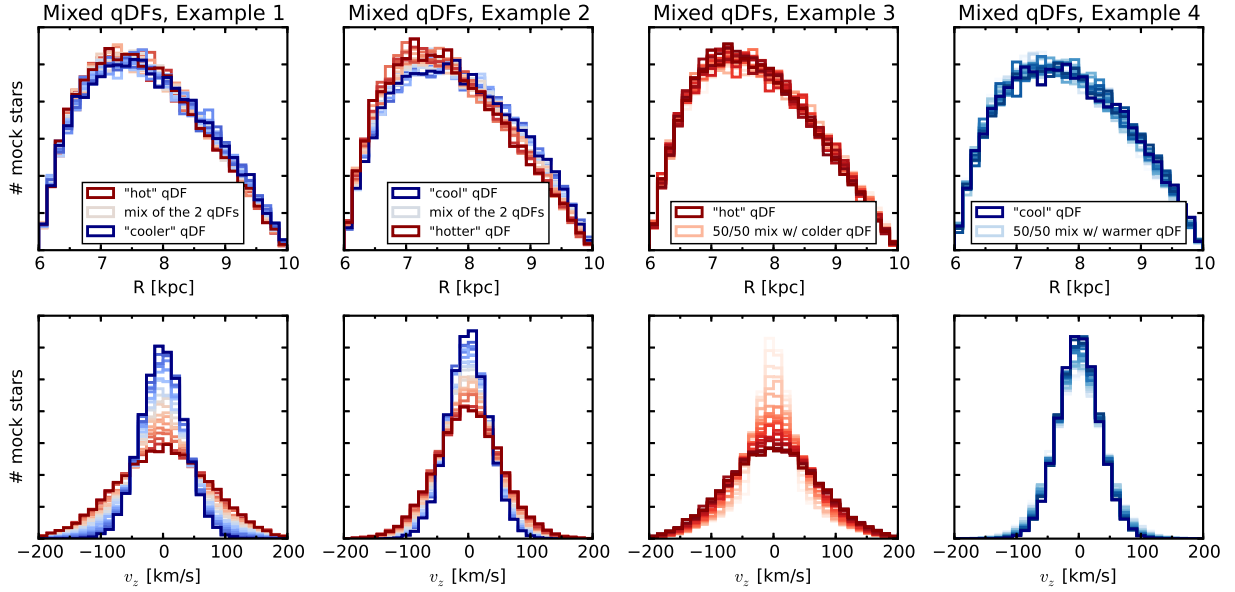 Mixed qDFs, Example 1
Mixed qDFs, Example 2
Mixed qDFs, Example 3
Mixed qDFs, Example 4
# mock stars
"hot" qDF
mix of the 2 qDFs
"cooler" qDF
"cool" qDF
mix of the 2 qDFs
"hotter" qDF
"hot" qDF
50/50 mix w/ colder qDF
"cool" qDF
50/50 mix w/ warmer qDF
6 7 8 9 10
6 7 8 9 10
6 7 8 9 10
6 7 8 9 10
R [kpc]
R [kpc]
R [kpc]
R [kpc]
# mock stars
−200 −100 0 100 200
−200 −100 0 100 200
−200 −100 0 100 200
−200 −100 0 100 200
v_z [km/s]
v_z [km/s]
v_z [km/s]
v_z [km/s]